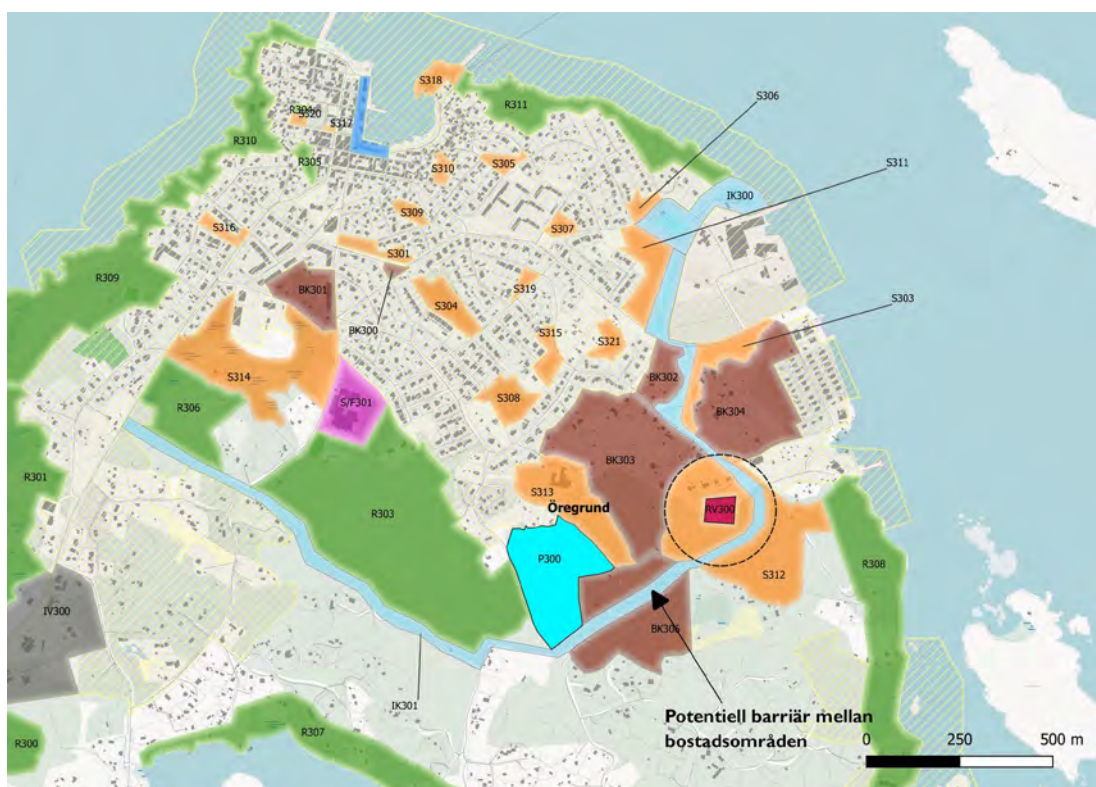 S318
S306
R311
R304
S320
S317
R310
S311
R305
S310
S305
IK300
S309
S316
S307
S301
R309
BK301
S319
S303
S304
BK300
S315
S321
BK302
S314
S/F301
S308
BK304
R306
BK303
R301
S313
R303
Öregrund
RV300
P300
R308
S312
IV300
BK306
IK301
Potentiell barriär mellan
bostadsområden
R307
R300
0 250 500 m